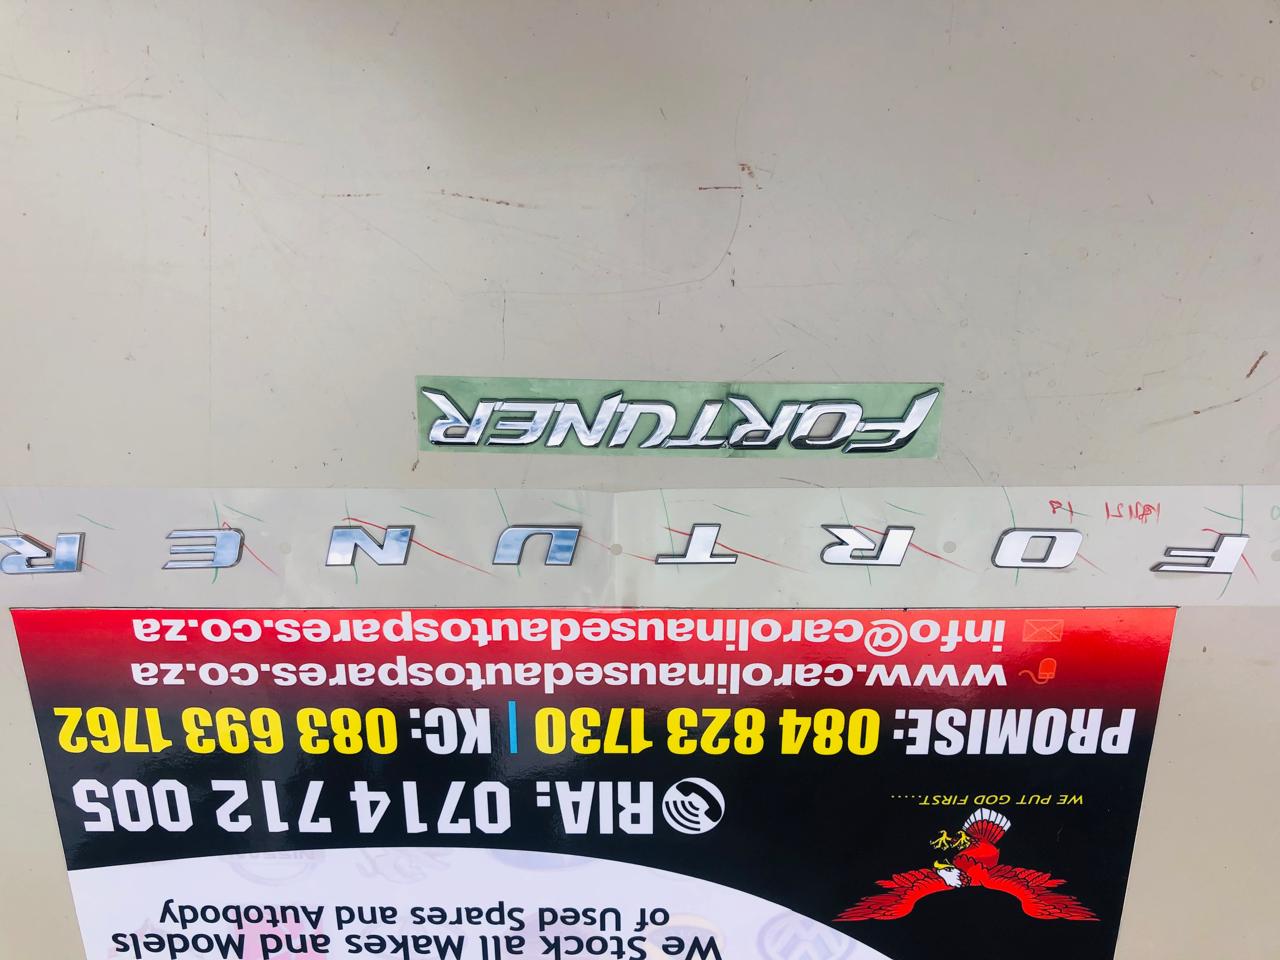 We Stock all Makes and Models
of Used Spares and Autobody
WE PUT GOD FIRST......
RIA: 0714 712 005
PROMISE: 084 823 1730 | KC: 083 693 1762
www.carolinausedautospares.co.za
info@carolinausedautospares.co.za
F O R T U N E R
FORTUNER